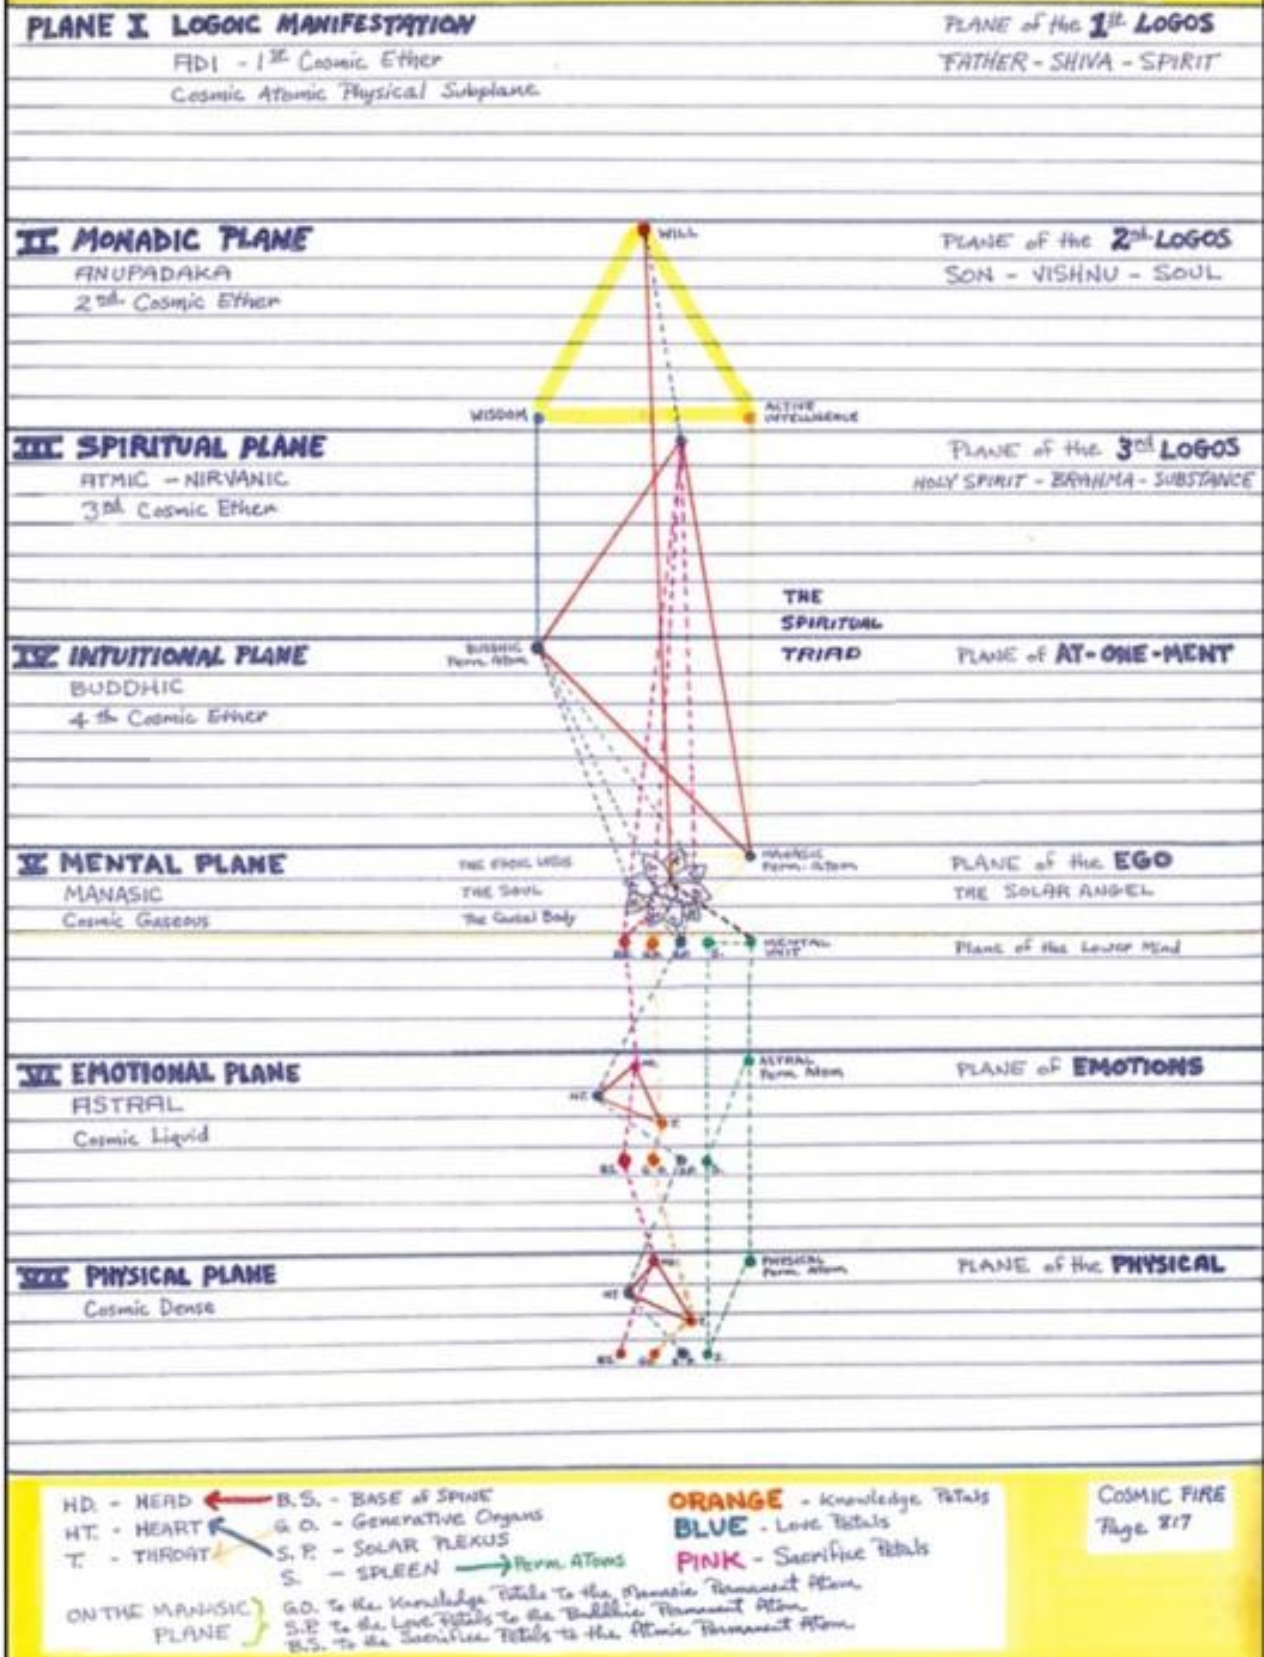 PLANE I LOGOIC MANIFESTATION
PLANE of the 1st LOGOS
ADI - 1st Cosmic Ether
FATHER - SHIVA - SPIRIT
Cosmic Atomic Physical Subplane
WILL
II MONADIC PLANE
PLANE of the 2nd LOGOS
ANUPADAKA
SON - VISHNU - SOUL
2nd Cosmic Ether
WISDOM
ACTIVE
INTELLIGENCE
III SPIRITUAL PLANE
PLANE of the 3rd LOGOS
ATMIC - NIRVANIC
HOLY SPIRIT - BRAHMA - SUBSTANCE
3rd Cosmic Ether
THE
SPIRITUAL
TRIAD
IV INTUITIONAL PLANE
BUDDHIC
Perm. Atom
PLANE of AT-ONE-MENT
BUDDHIC
4th Cosmic Ether
V MENTAL PLANE
THE EGOIC LOTUS
MANASIC
Perm. Atom
PLANE of the EGO
MANASIC
THE SOUL
THE SOLAR ANGEL
Cosmic Gaseous
The Causal Body
S.
MENTAL
UNIT
Plane of the Lower Mind
VI EMOTIONAL PLANE
HD.
ASTRAL
Perm. Atom
PLANE of EMOTIONS
ASTRAL
HT.
T.
Cosmic Liquid
B.S. G.O. S.P. S.
VII PHYSICAL PLANE
HD.
PHYSICAL
Perm. Atom
PLANE of the PHYSICAL
Cosmic Dense
HT.
T.
B.S. G.O. S.P. S.
H.D. - HEAD
B.S. - BASE of SPINE
HT. - HEART
G.O. - Generative Organs
T. - THROAT
S.P. - SOLAR PLEXUS
S. - SPLEEN
Perm. ATOMS
ORANGE - Knowledge Petals
BLUE - Love Petals
PINK - Sacrifice Petals
COSMIC FIRE
Page 817
ON THE MANASIC
PLANE
G.O. To the Knowledge Petals To the Manasic Permanent Atom
S.P. To the Love Petals To the Buddhic Permanent Atom
B.S. To the Sacrifice Petals to the Atmic Permanent Atom